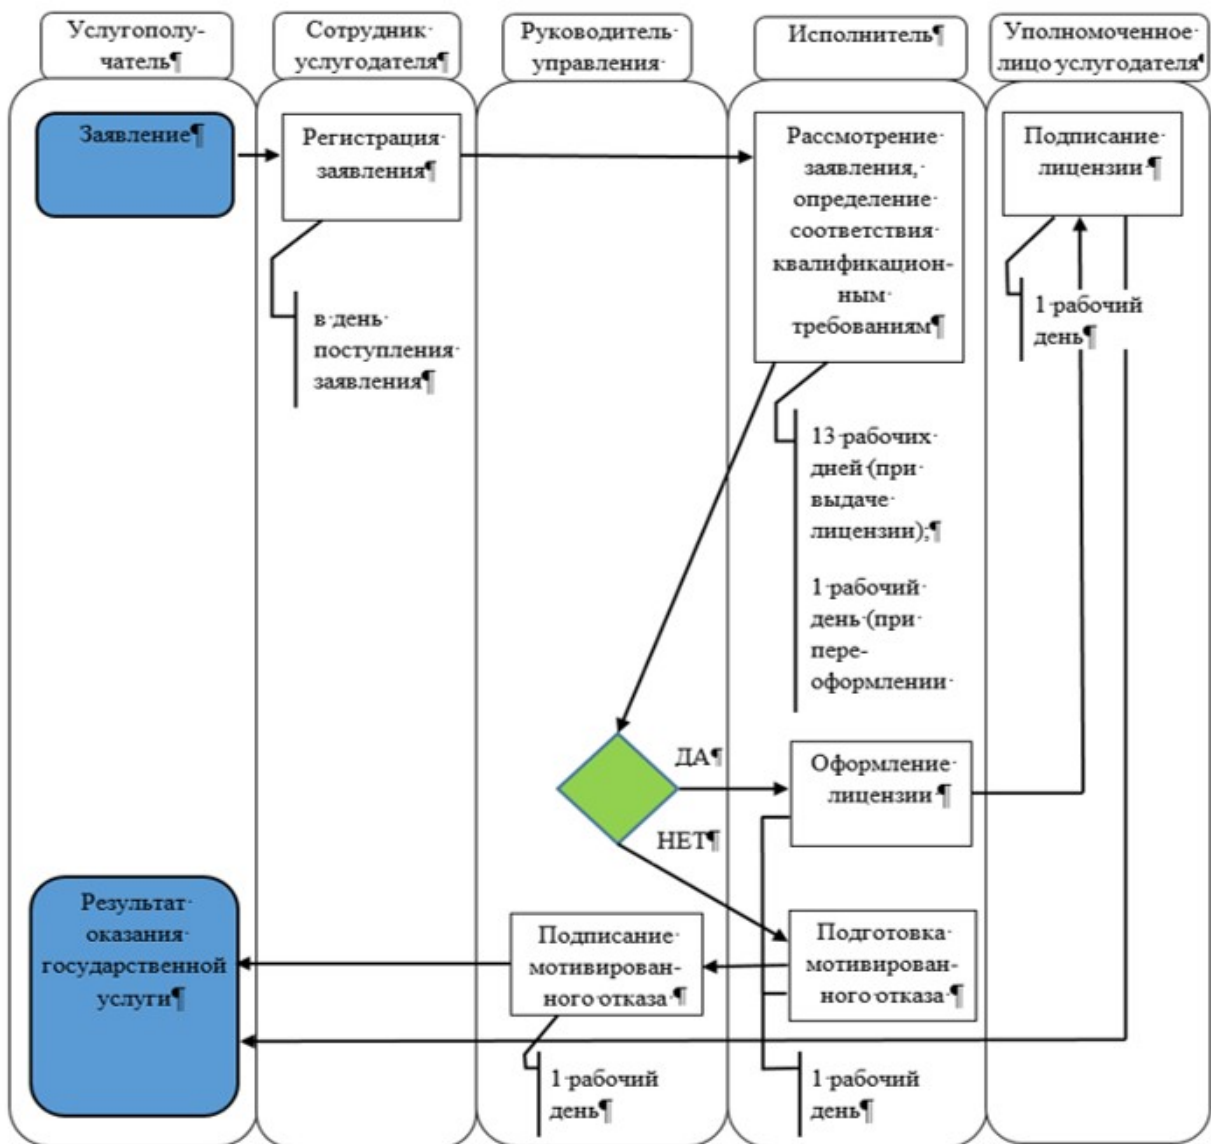 Услугополу-
чатель¶
Сотрудник·
услугодателя¶
Руководитель·
управления·
Исполнитель¶
Уполномоченное·
лицо·услугодателя¶
Заявление¶
Регистрация·
заявления¶
Рассмотрение·
заявления,·
определение·
соответствия·
квалификацион-
ным·
требованиям¶
Подписание·
лицензии·¶
в·день·
поступления·
заявления¶
1·рабочий·
день¶
13·рабочих·
дней·(при·
выдаче·
лицензии);¶
1·рабочий·
день·(при·
пере-
оформлении·
ДА¶
НЕТ¶
Оформление·
лицензии·¶
Результат·
оказания·
государственной·
услуги¶
Подписание·
мотивирован-
ного·отказа·¶
Подготовка·
мотивирован-
ного·отказа·¶
1·рабочий·
день¶
1·рабочий·
день¶